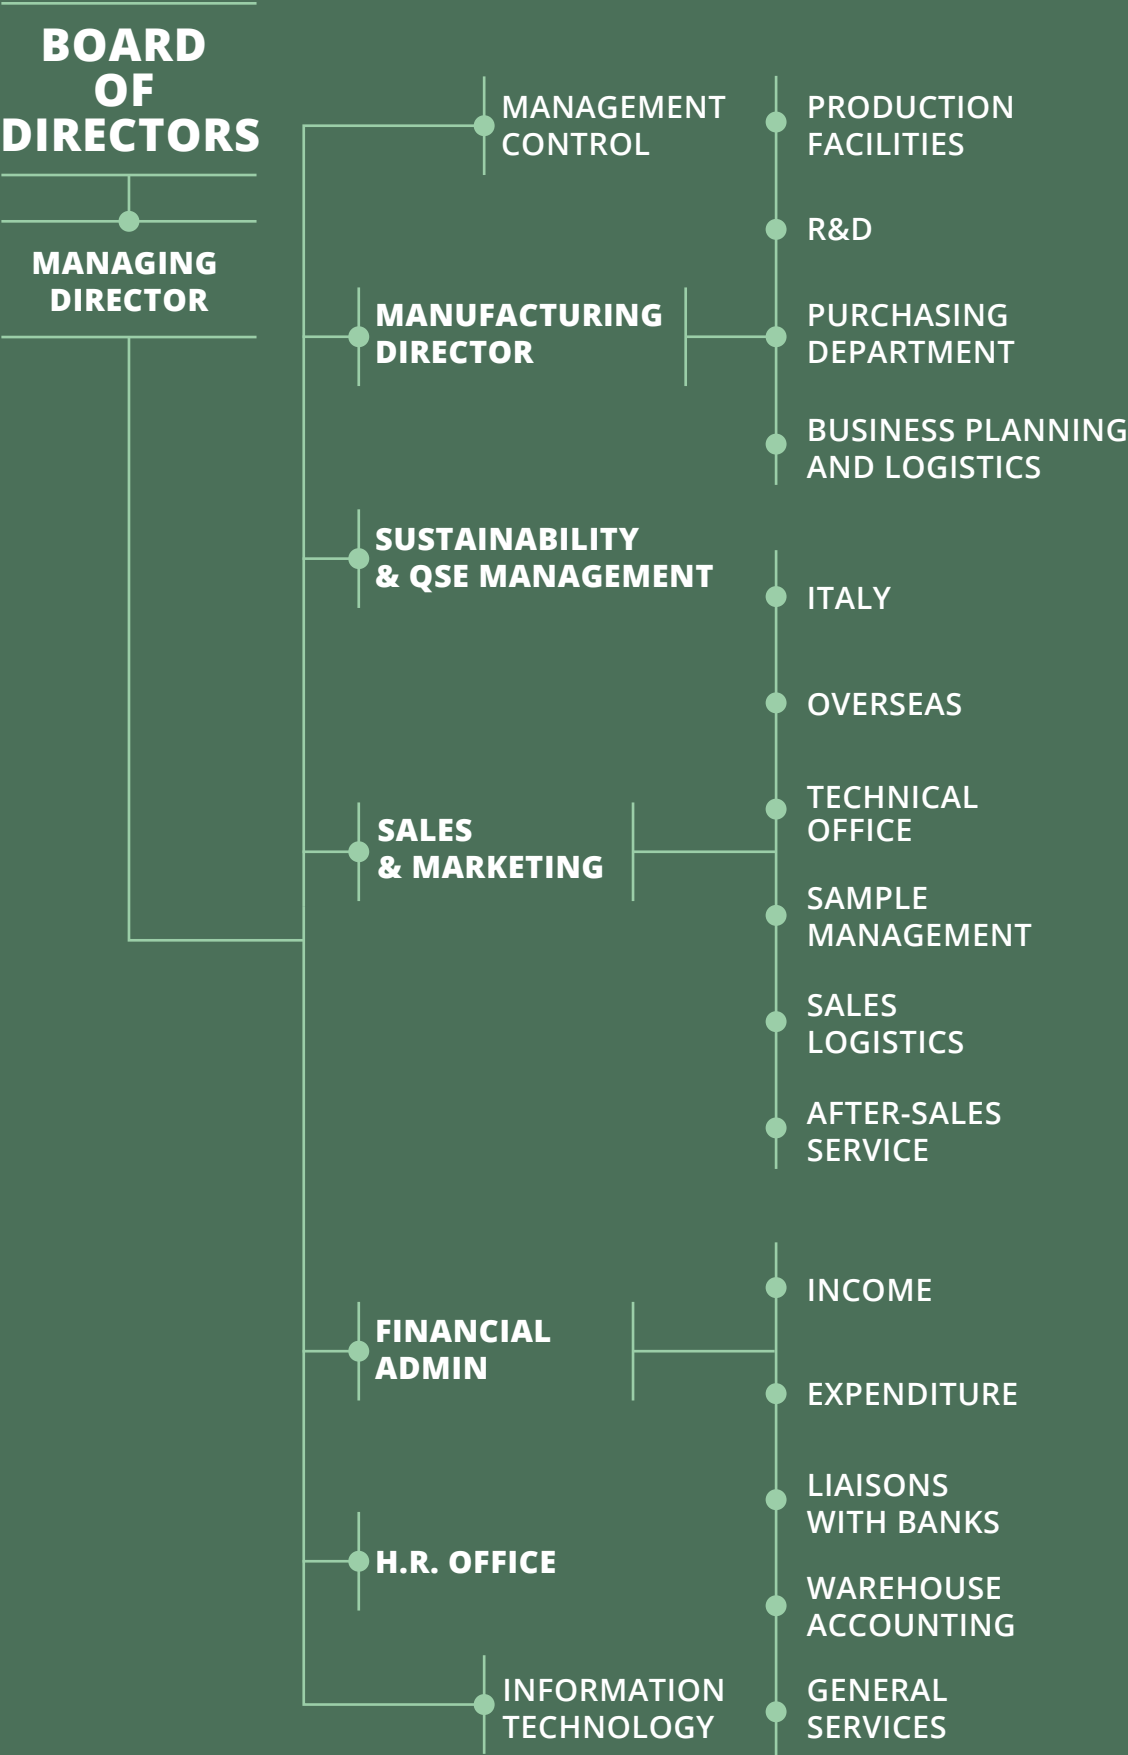 BOARD
OF
DIRECTORS
MANAGING
DIRECTOR
MANAGEMENT
CONTROL
MANUFACTURING
DIRECTOR
PRODUCTION
FACILITIES
R&D
PURCHASING
DEPARTMENT
BUSINESS PLANNING
AND LOGISTICS
SUSTAINABILITY
& QSE MANAGEMENT
SALES
& MARKETING
ITALY
OVERSEAS
TECHNICAL
OFFICE
SAMPLE
MANAGEMENT
SALES
LOGISTICS
AFTER-SALES
SERVICE
FINANCIAL
ADMIN
INCOME
EXPENDITURE
LIAISONS
WITH BANKS
WAREHOUSE
ACCOUNTING
GENERAL
SERVICES
H.R. OFFICE
INFORMATION
TECHNOLOGY